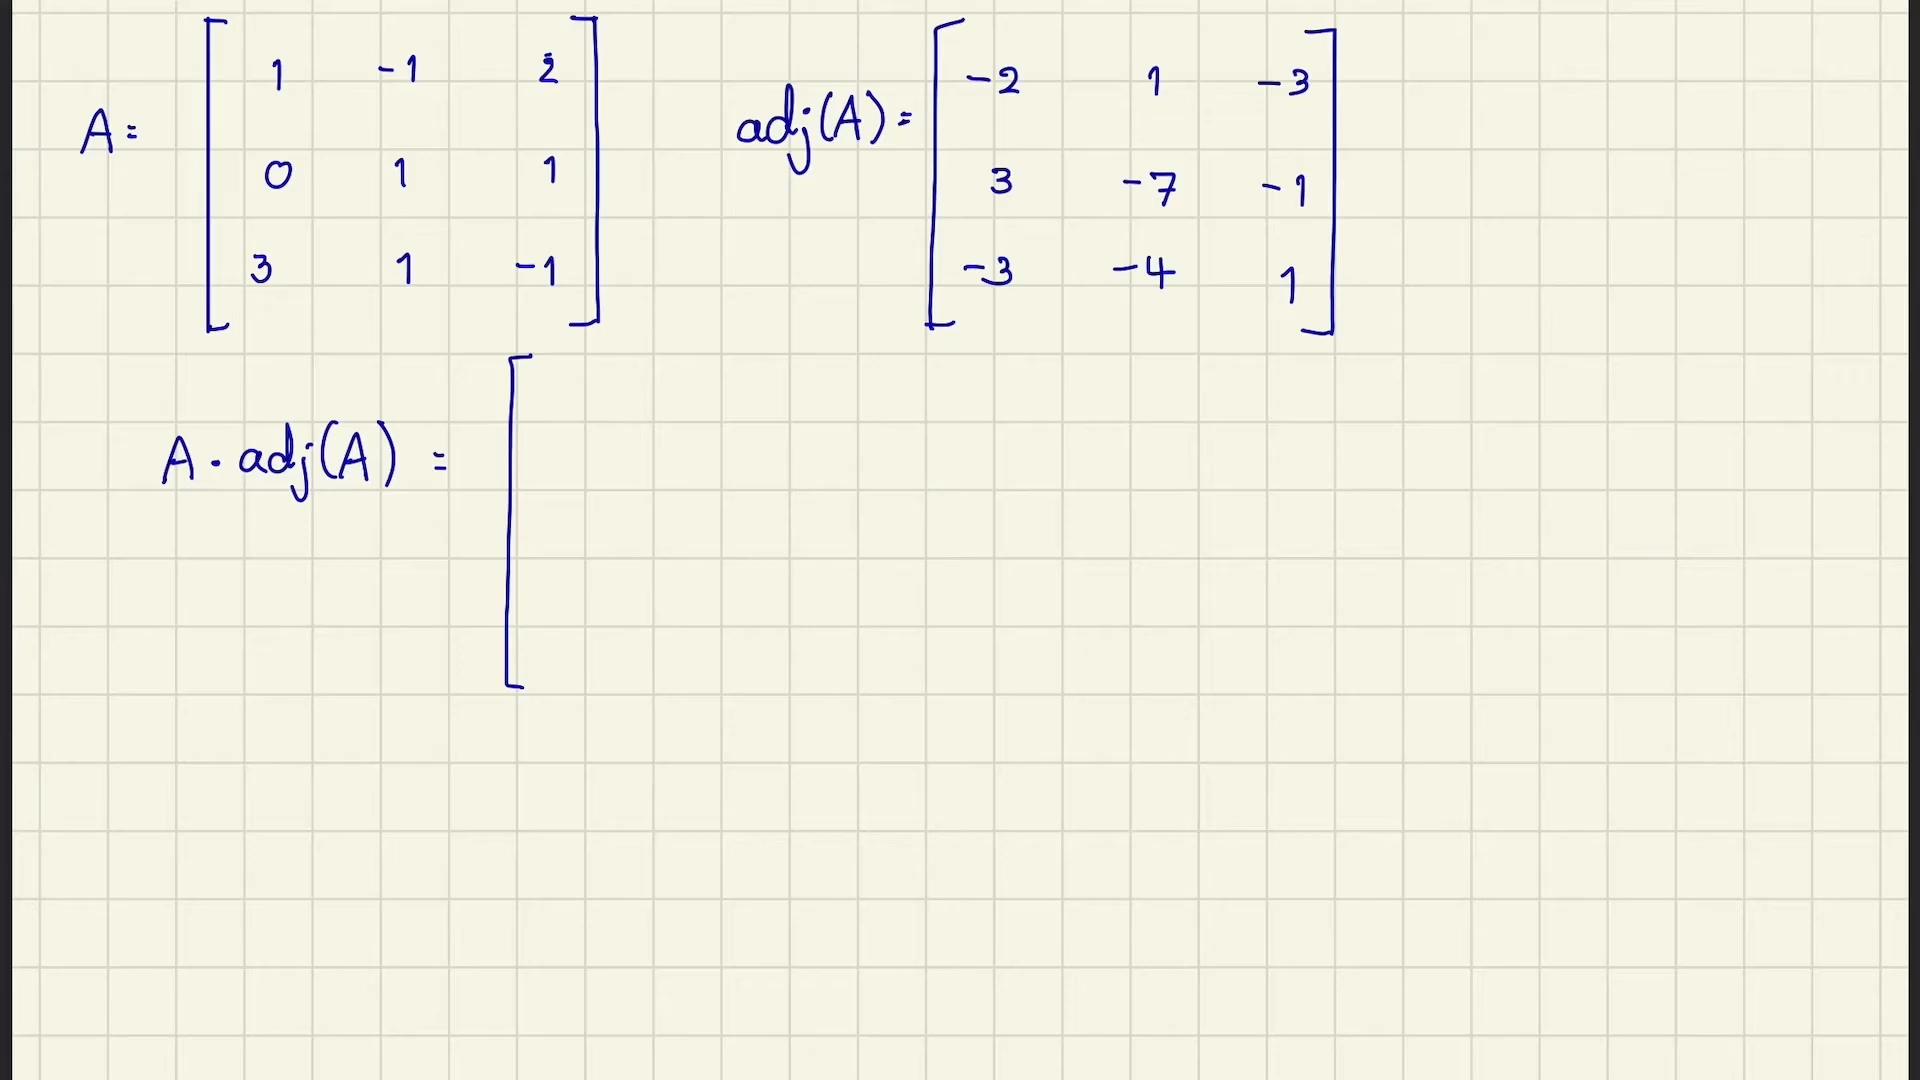 A = [ 1 -1 2
0 1 1
3 1 -1 ]
adj(A) = [ -2 1 -3
3 -7 -1
-3 -4 1 ]
A · adj(A) = [